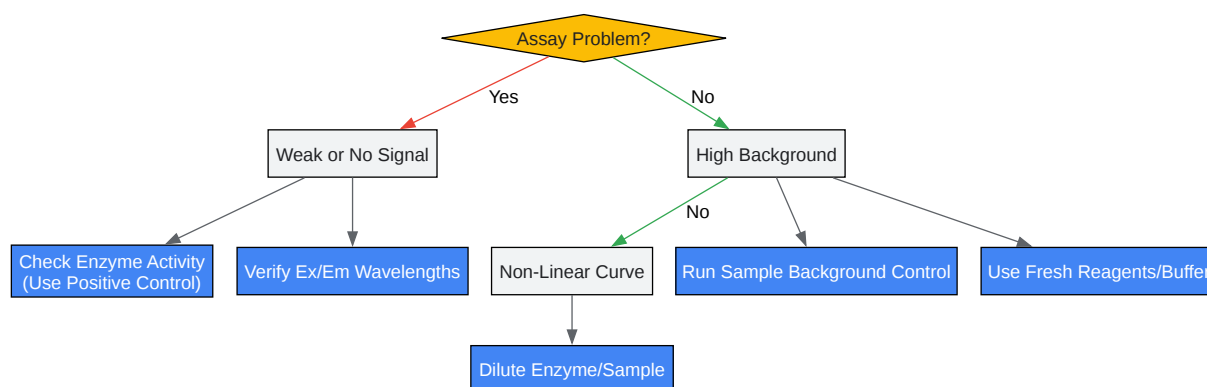 Assay Problem?
Yes
No
Weak or No Signal
High Background
No
Check Enzyme Activity
(Use Positive Control)
Verify Ex/Em Wavelengths
Non-Linear Curve
Run Sample Background Control
Use Fresh Reagents/Buffer
Dilute Enzyme/Sample